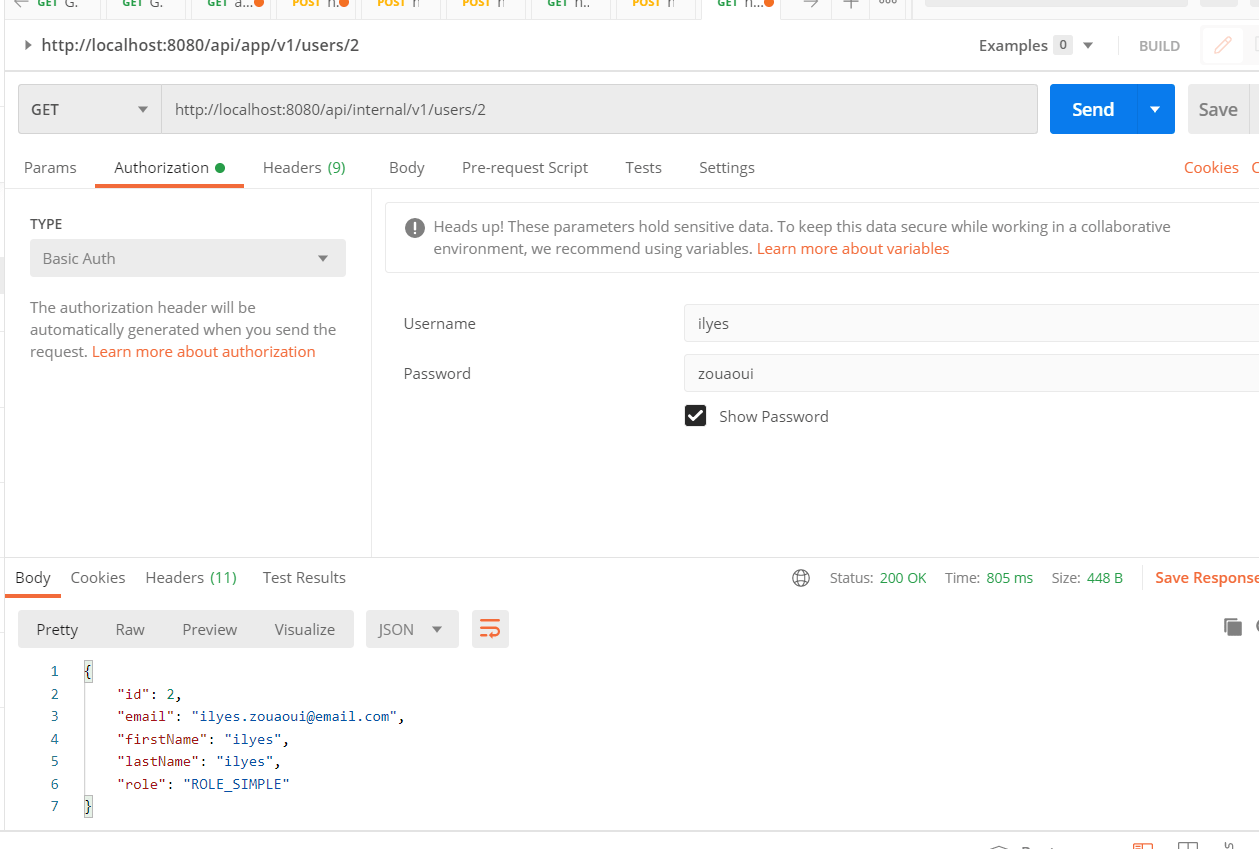 GET G. GET G. GET a... POST n. POST n POST n GET n.. POST n GET n...
http://localhost:8080/api/app/v1/users/2 Examples 0 BUILD
GET http://localhost:8080/api/internal/v1/users/2 Send Save
Params Authorization Headers (9) Body Pre-request Script Tests Settings Cookies
TYPE
Basic Auth
The authorization header will be
automatically generated when you send the
request. Learn more about authorization
Heads up! These parameters hold sensitive data. To keep this data secure while working in a collaborative
environment, we recommend using variables. Learn more about variables
Username ilyes
Password zouaoui
Show Password
Body Cookies Headers (11) Test Results Status: 200 OK Time: 805 ms Size: 448 B Save Response
Pretty Raw Preview Visualize JSON
1 {
2 "id": 2,
3 "email": "ilyes.zouaoui@email.com",
4 "firstName": "ilyes",
5 "lastName": "ilyes",
6 "role": "ROLE_SIMPLE"
7 }